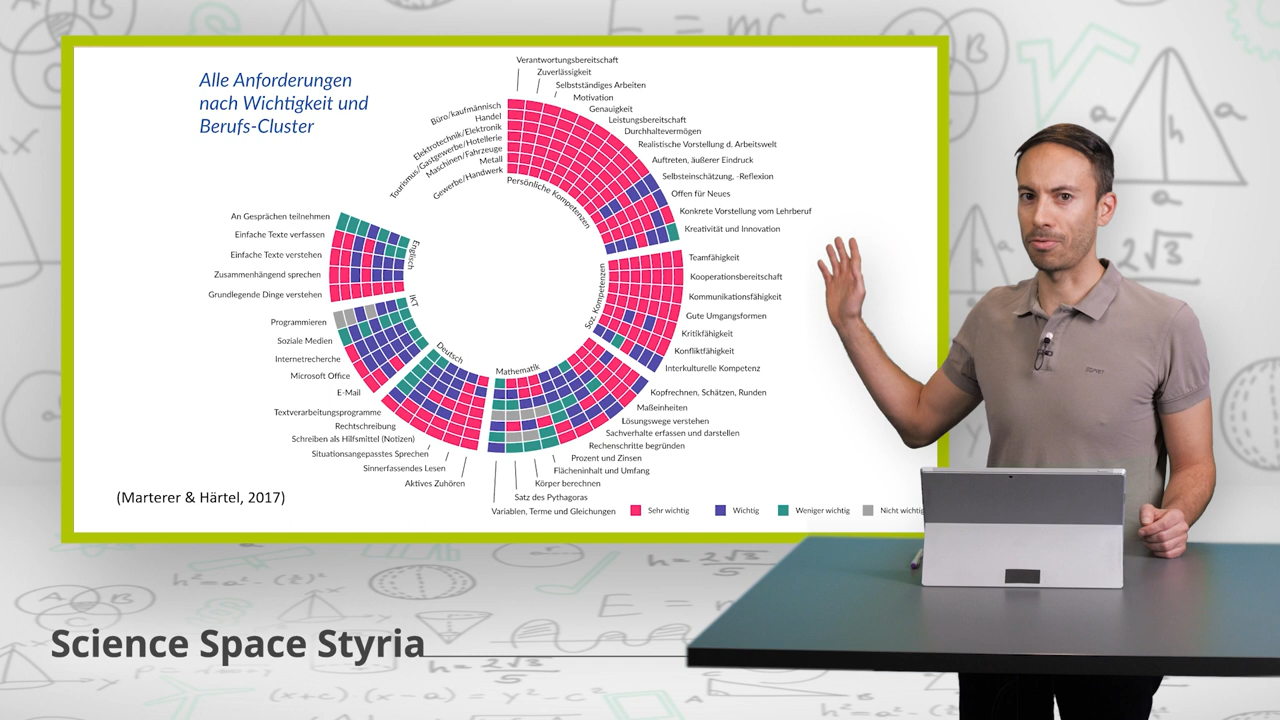 Alle Anforderungen
nach Wichtigkeit und
Berufs-Cluster
Verantwortungsbereitschaft
Zuverlässigkeit
Selbstständiges Arbeiten
Motivation
Genauigkeit
Leistungsbereitschaft
Durchhaltevermögen
Realistische Vorstellung d. Arbeitswelt
Auftreten, äußerer Eindruck
Selbsteinschätzung, -Reflexion
Offen für Neues
Konkrete Vorstellung vom Lehrberuf
Kreativität und Innovation
Büro/kaufmännisch
Handel
Elektrotechnik/Elektronik
Tourismus/Gastgewerbe/Hotellerie
Maschinen/Fahrzeuge
Metall
Gewerbe/Handwerk
Persönliche Kompetenzen
Teamfähigkeit
Kooperationsbereitschaft
Kommunikationsfähigkeit
Gute Umgangsformen
Kritikfähigkeit
Konfliktfähigkeit
Interkulturelle Kompetenz
Soz. Kompetenzen
Kopfrechnen, Schätzen, Runden
Maßeinheiten
Lösungswege verstehen
Sachverhalte erfassen und darstellen
Rechenschritte begründen
Prozent und Zinsen
Flächeninhalt und Umfang
Körper berechnen
Satz des Pythagoras
Variablen, Terme und Gleichungen
Mathematik
An Gesprächen teilnehmen
Einfache Texte verfassen
Einfache Texte verstehen
Zusammenhängend sprechen
Grundlegende Dinge verstehen
Englisch
Programmieren
Soziale Medien
Internetrecherche
Microsoft Office
E-Mail
IKT
Textverarbeitungsprogramme
Rechtschreibung
Schreiben als Hilfsmittel (Notizen)
Situationsangepasstes Sprechen
Sinnerfassendes Lesen
Aktives Zuhören
Deutsch
Sehr wichtig
Wichtig
Weniger wichtig
Nicht wichtig
(Marterer & Härtel, 2017)
Science Space Styria